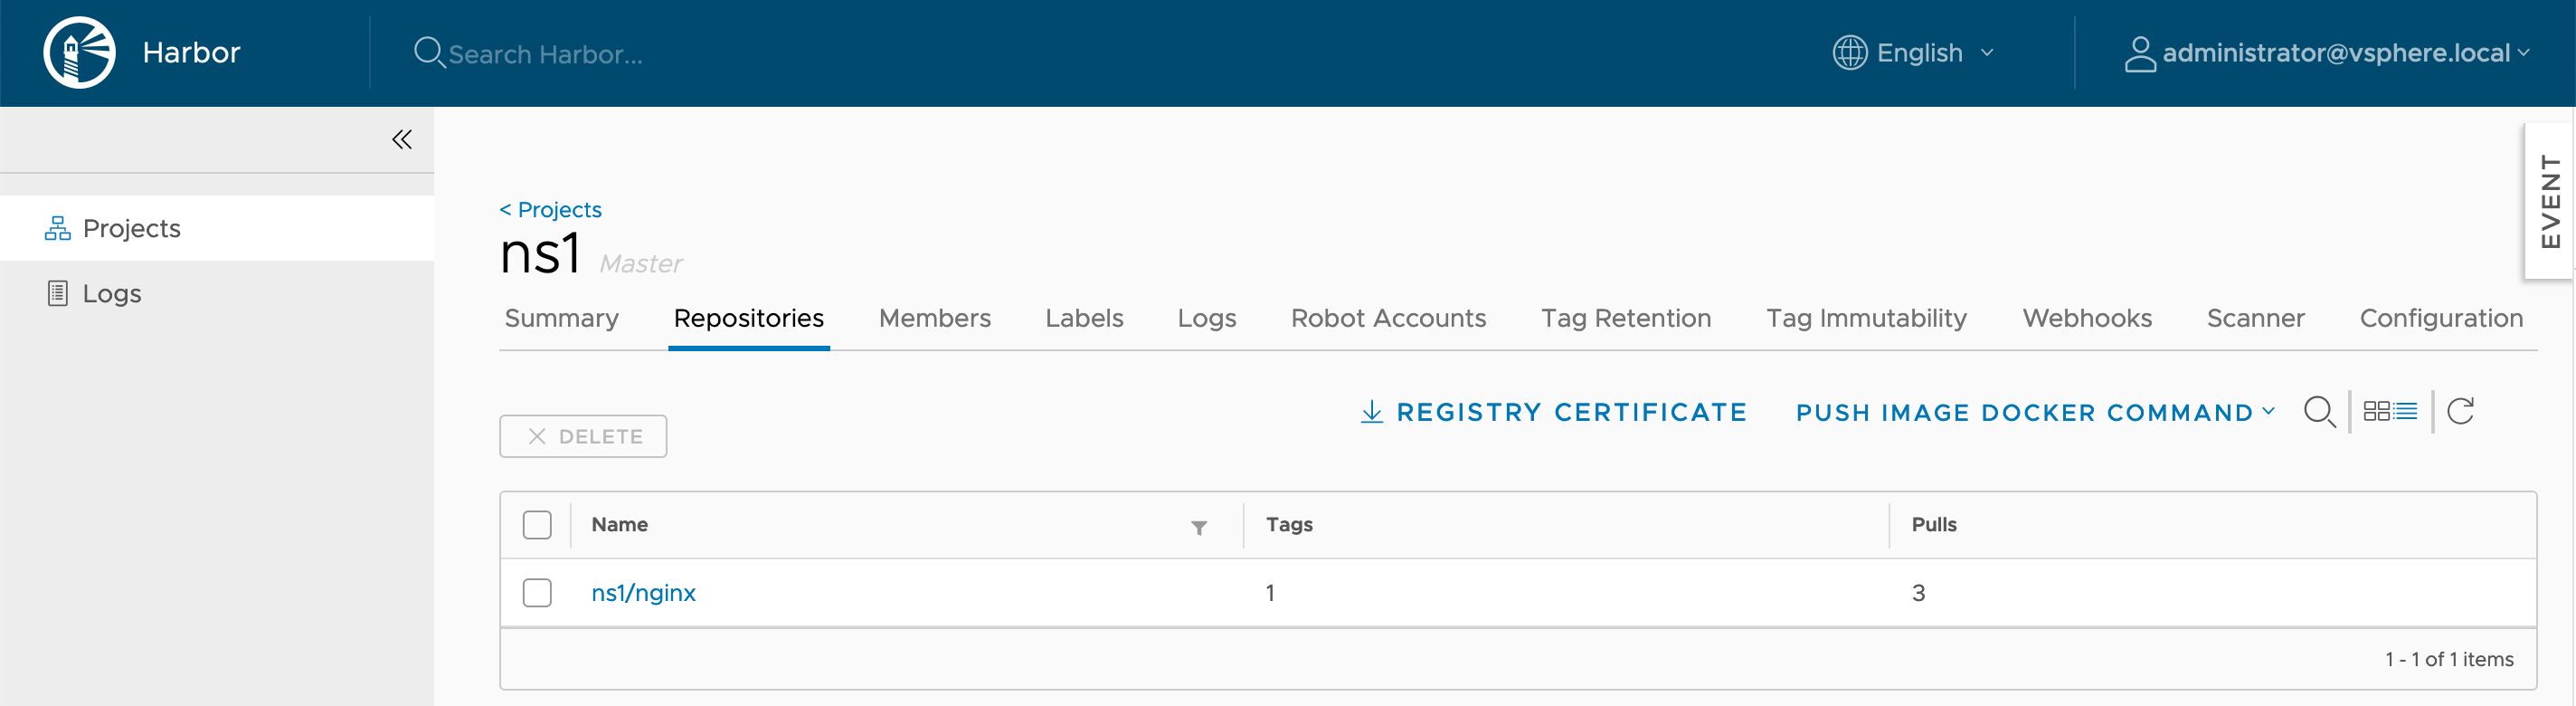 Harbor
Search Harbor...
English
administrator@vsphere.local
EVENT
Projects
Logs
< Projects
ns1 Master
Summary Repositories Members Labels Logs Robot Accounts Tag Retention Tag Immutability Webhooks Scanner Configuration
REGISTRY CERTIFICATE PUSH IMAGE DOCKER COMMAND
DELETE
Name Tags Pulls
ns1/nginx 1 3
1 - 1 of 1 items